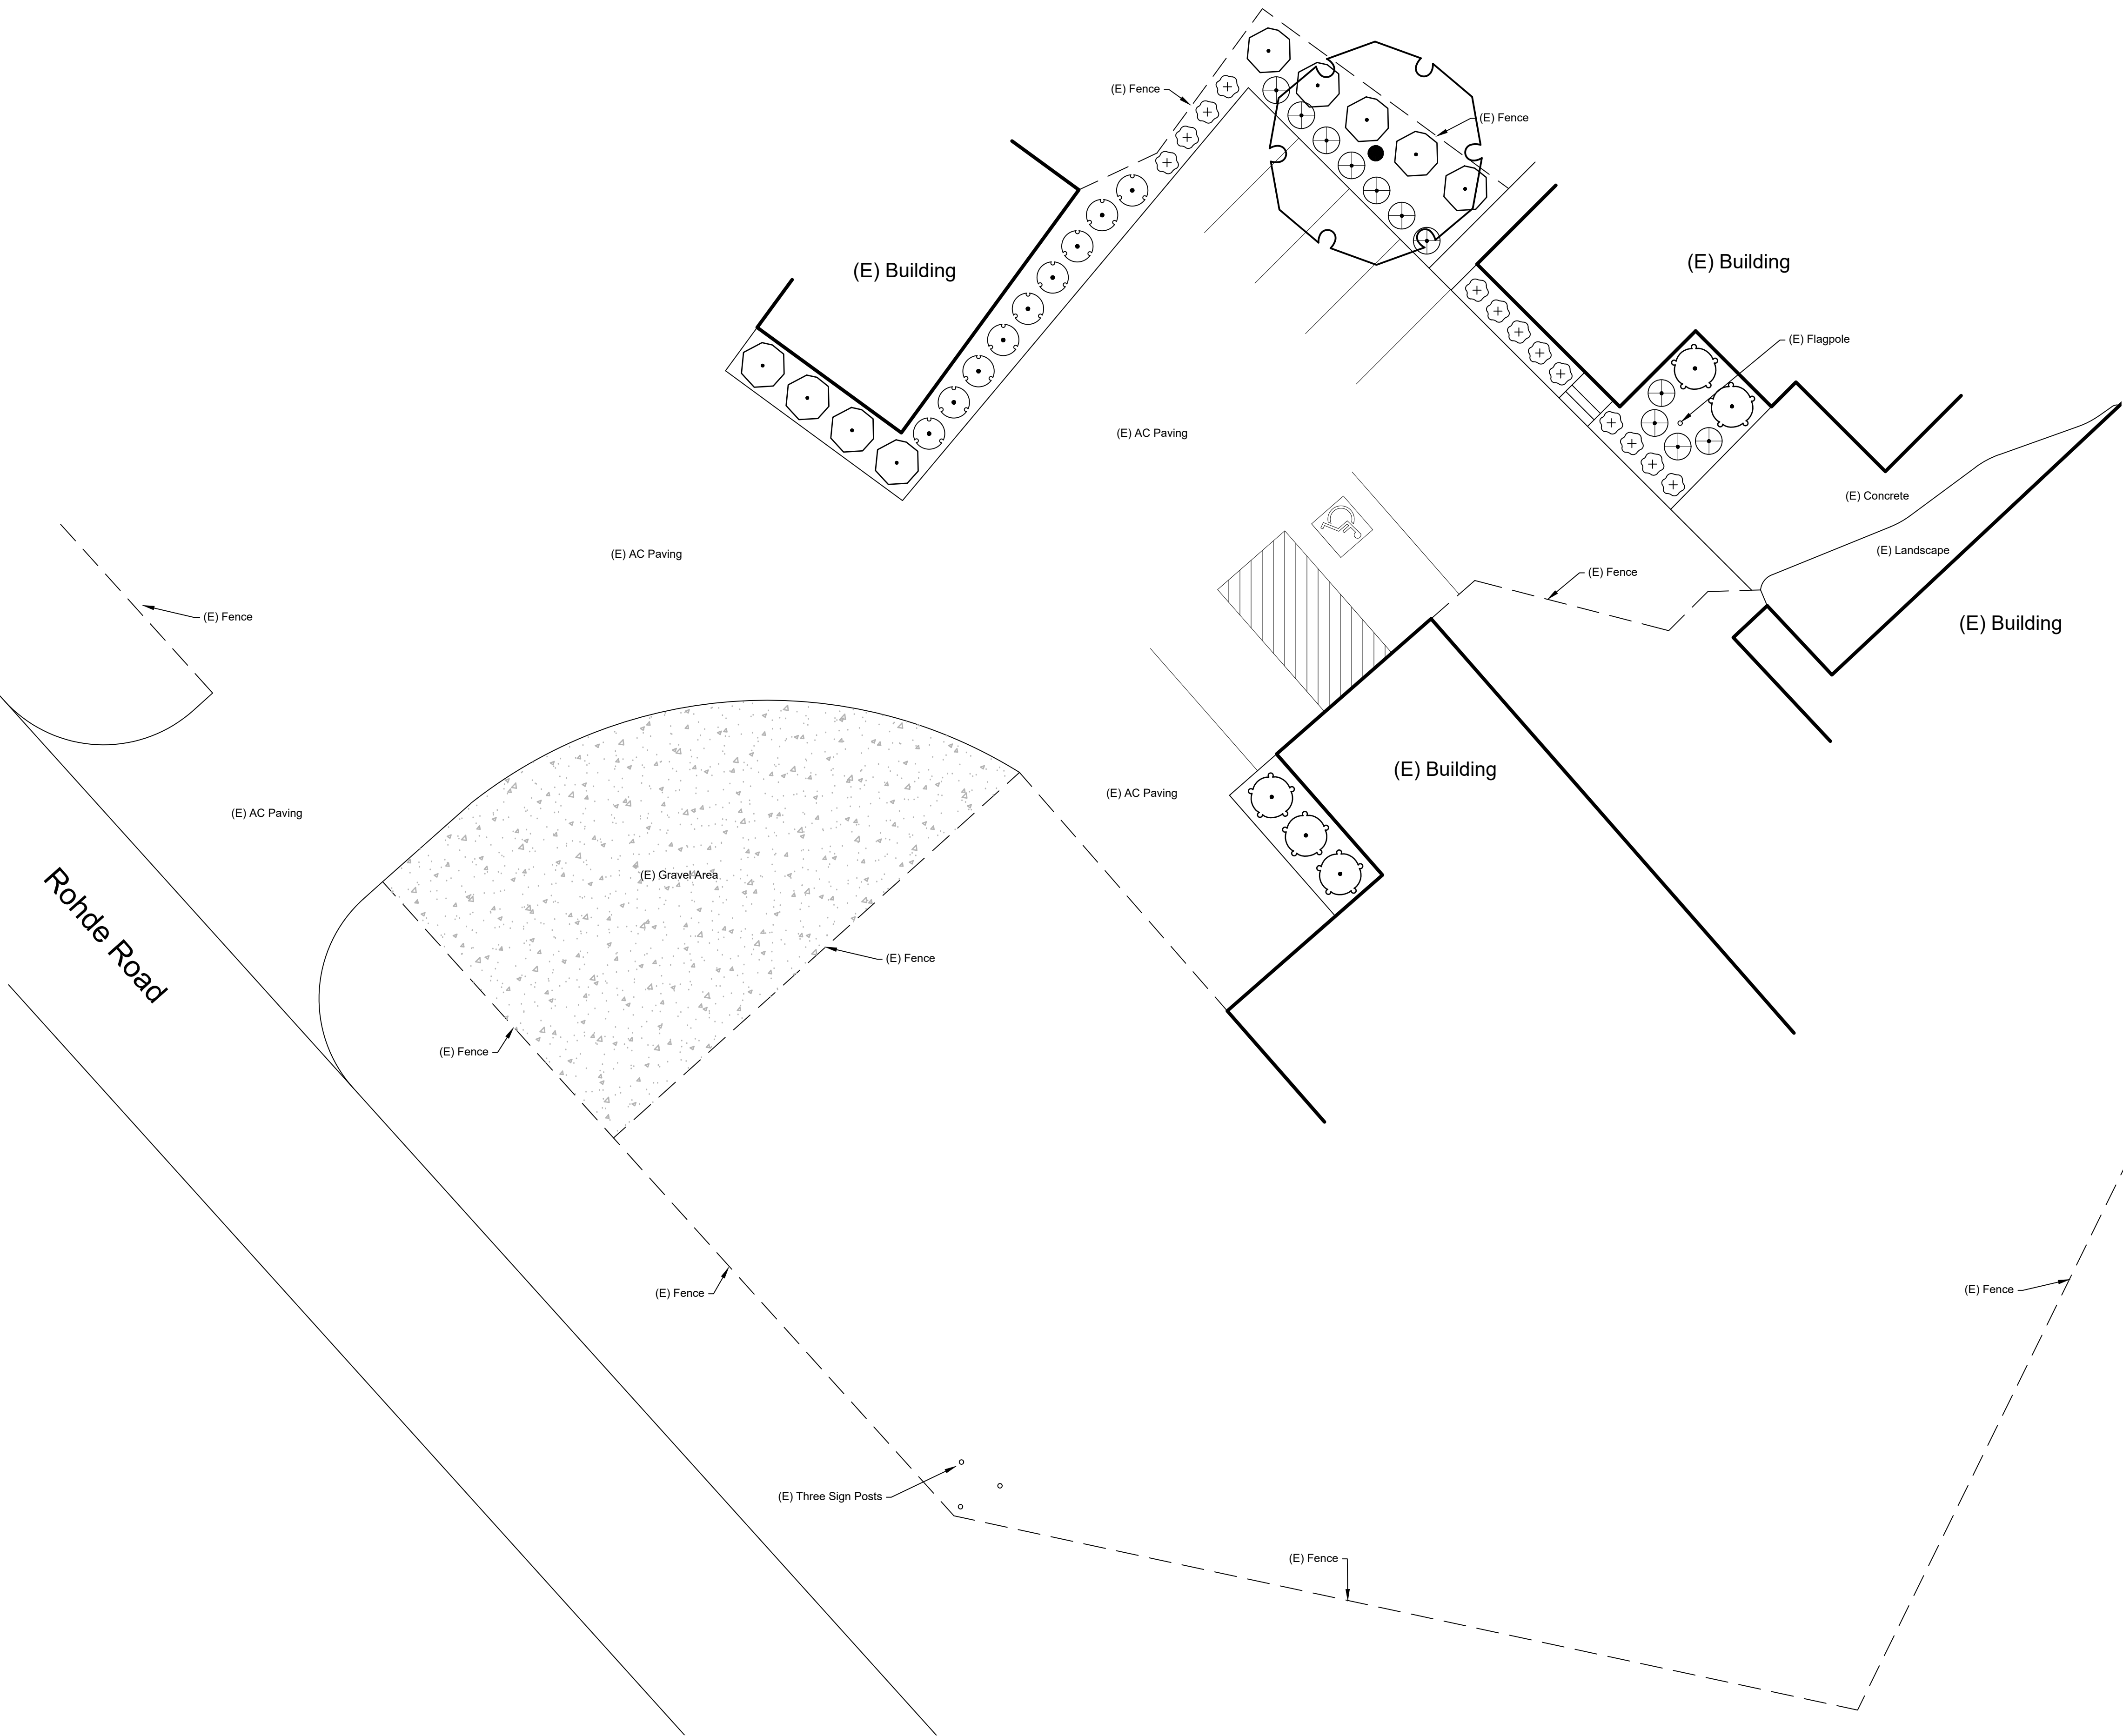 (E) Fence
(E) Fence
(E) Building
(E) Building
(E) Flagpole
(E) AC Paving
(E) Concrete
(E) AC Paving
(E) Landscape
(E) Fence
(E) Fence
(E) Building
(E) Building
(E) AC Paving
(E) AC Paving
(E) Gravel Area
Rohde Road
(E) Fence
(E) Fence
(E) Fence
(E) Fence
(E) Three Sign Posts
(E) Fence